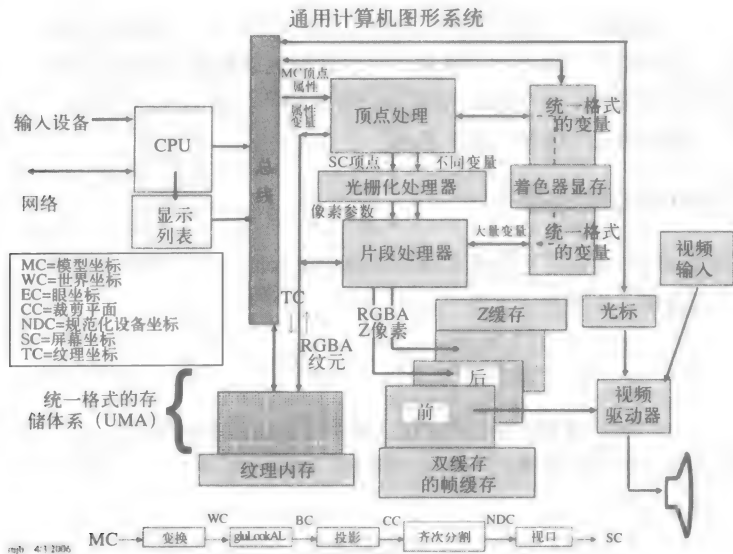 通用计算机图形系统
MC顶点
属性
属性
变量
顶点处理
统一格式
的变量
输入设备
CPU
总线
SC顶点
不同变量
网络
光栅化处理器
着色器显存
显示
列表
像素参数
片段处理器
大量变量
统一格式
的变量
视频
输入
MC=模型坐标
WC=世界坐标
EC=眼坐标
CC=裁剪平面
NDC=规范化设备坐标
SC=屏幕坐标
TC=纹理坐标
TC
RGBA
纹元
RGBA
Z像素
Z缓存
光标
后
统一格式的存
储体系（UMA）
前
视频
驱动器
纹理内存
双缓存
的帧缓存
MC
变换
WC
gluLookAL
BC
投影
CC
齐次分割
NDC
视口
SC
mjb 4/3/2006